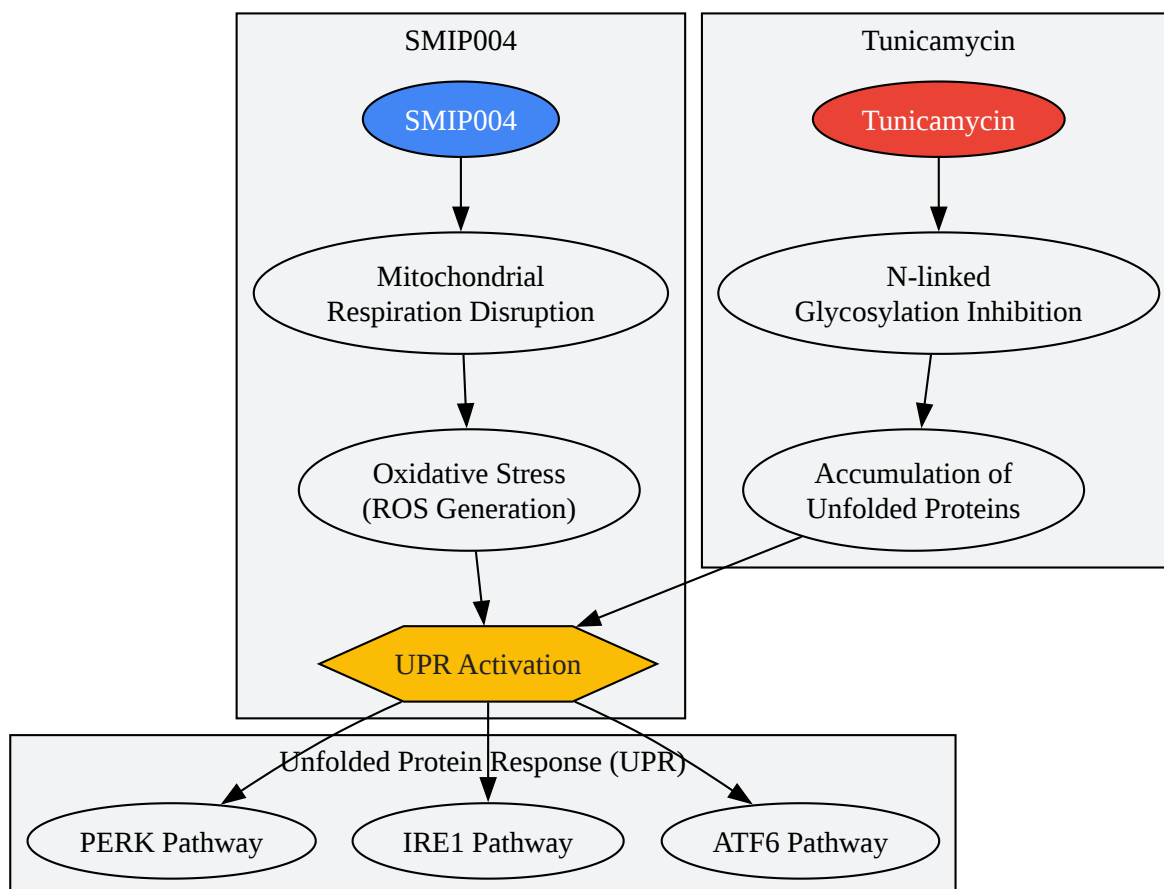 SMIP004
Tunicamycin
SMIP004
Tunicamycin
Mitochondrial
Respiration Disruption
N-linked
Glycosylation Inhibition
Oxidative Stress
(ROS Generation)
Accumulation of
Unfolded Proteins
UPR Activation
Unfolded Protein Response (UPR)
PERK Pathway
IRE1 Pathway
ATF6 Pathway